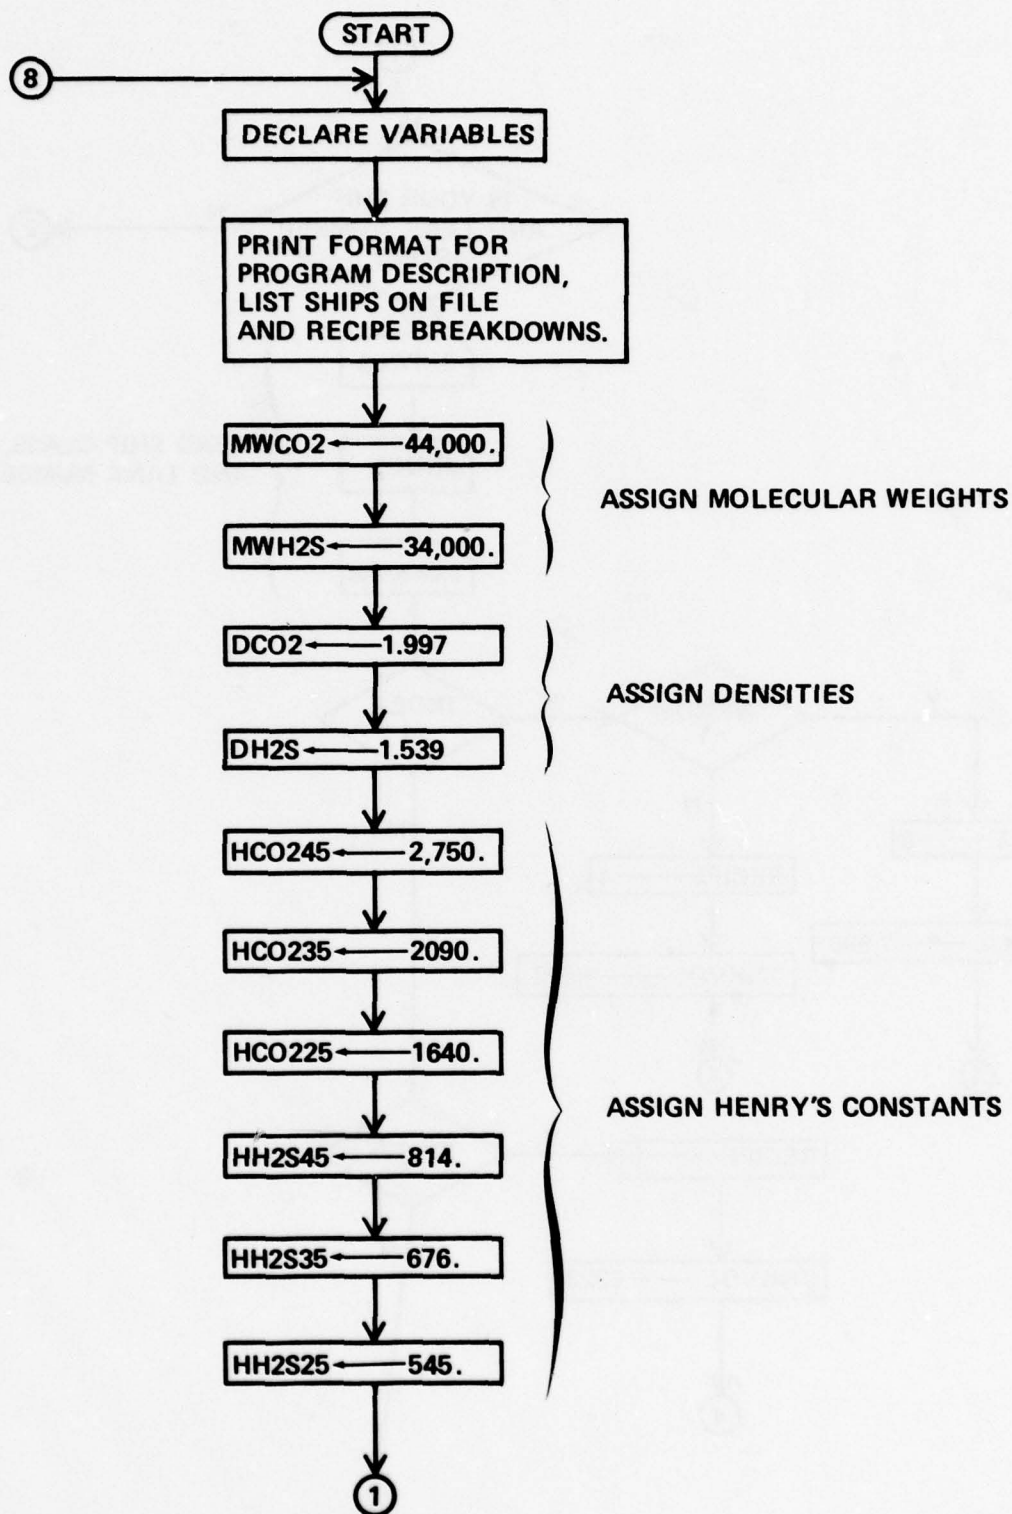 START
8
DECLARE VARIABLES
PRINT FORMAT FOR
PROGRAM DESCRIPTION,
LIST SHIPS ON FILE
AND RECIPE BREAKDOWNS.
MWCO2 44,000.
ASSIGN MOLECULAR WEIGHTS
MWH2S 34,000.
DCO2 1.997
ASSIGN DENSITIES
DH2S 1.539
HCO245 2,750.
HCO235 2090.
HCO225 1640.
ASSIGN HENRY'S CONSTANTS
HH2S45 814.
HH2S35 676.
HH2S25 545.
1